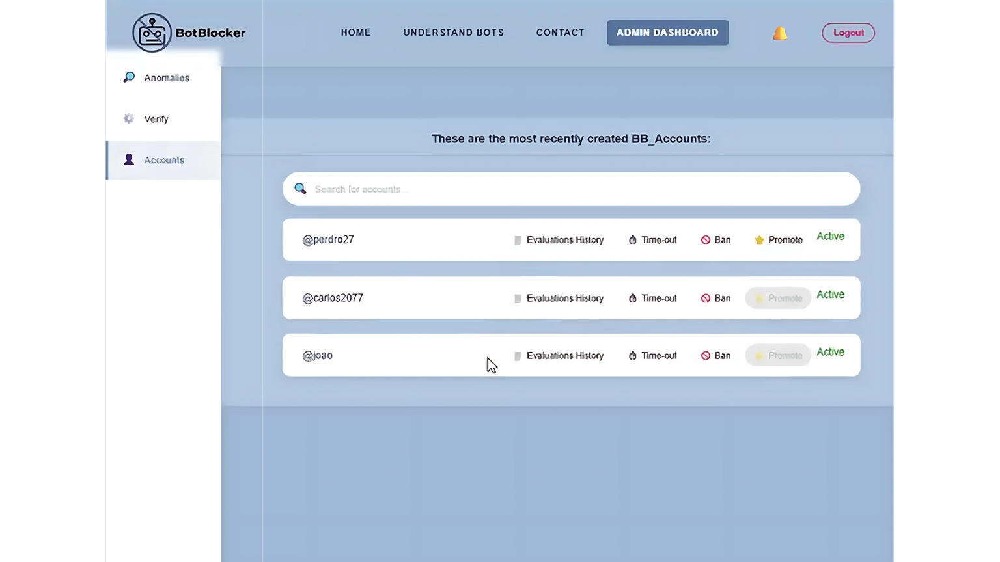 BotBlocker
HOME UNDERSTAND BOTS CONTACT ADMIN DASHBOARD Logout
Anomalies
Verify
Accounts
These are the most recently created BB_Accounts:
Search for accounts...
@perdro27 Evaluations History Time-out Ban Promote Active
@carlos2077 Evaluations History Time-out Ban Promote Active
@joao Evaluations History Time-out Ban Promote Active